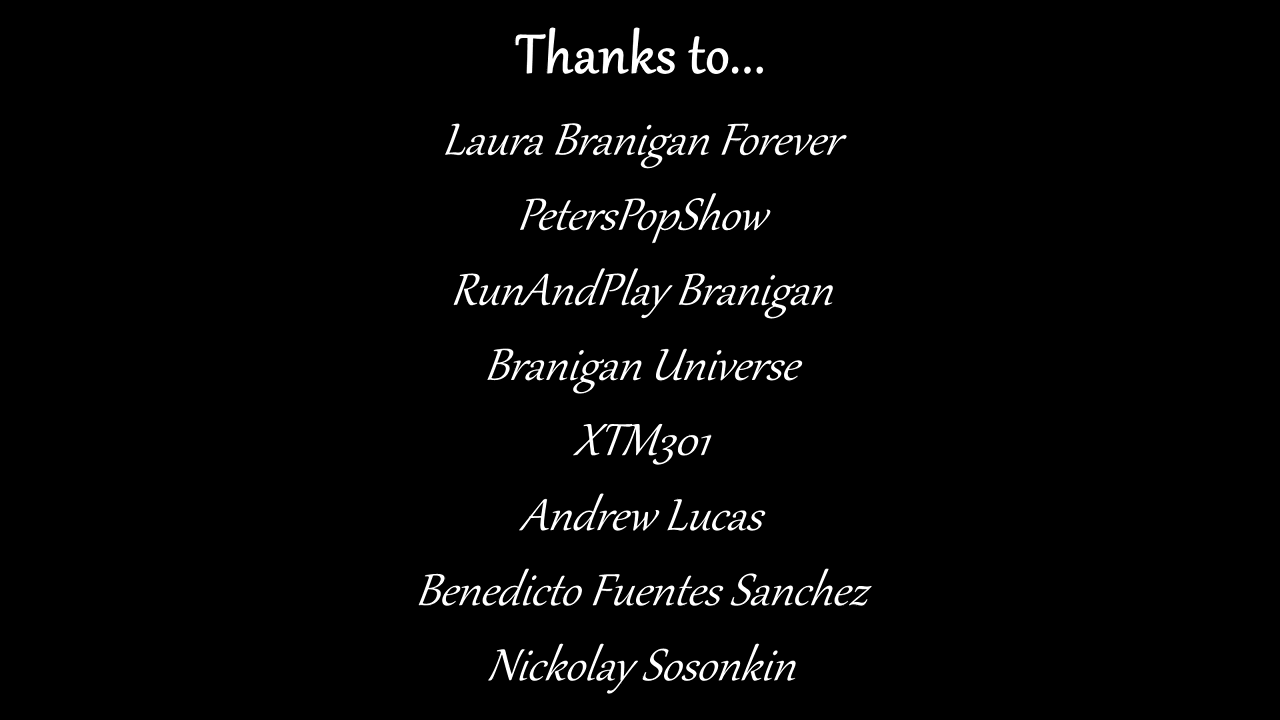 Thanks to...
Laura Branigan Forever
PetersPopShow
RunAndPlay Branigan
Branigan Universe
XTM301
Andrew Lucas
Benedicto Fuentes Sanchez
Nickolay Sosonkin